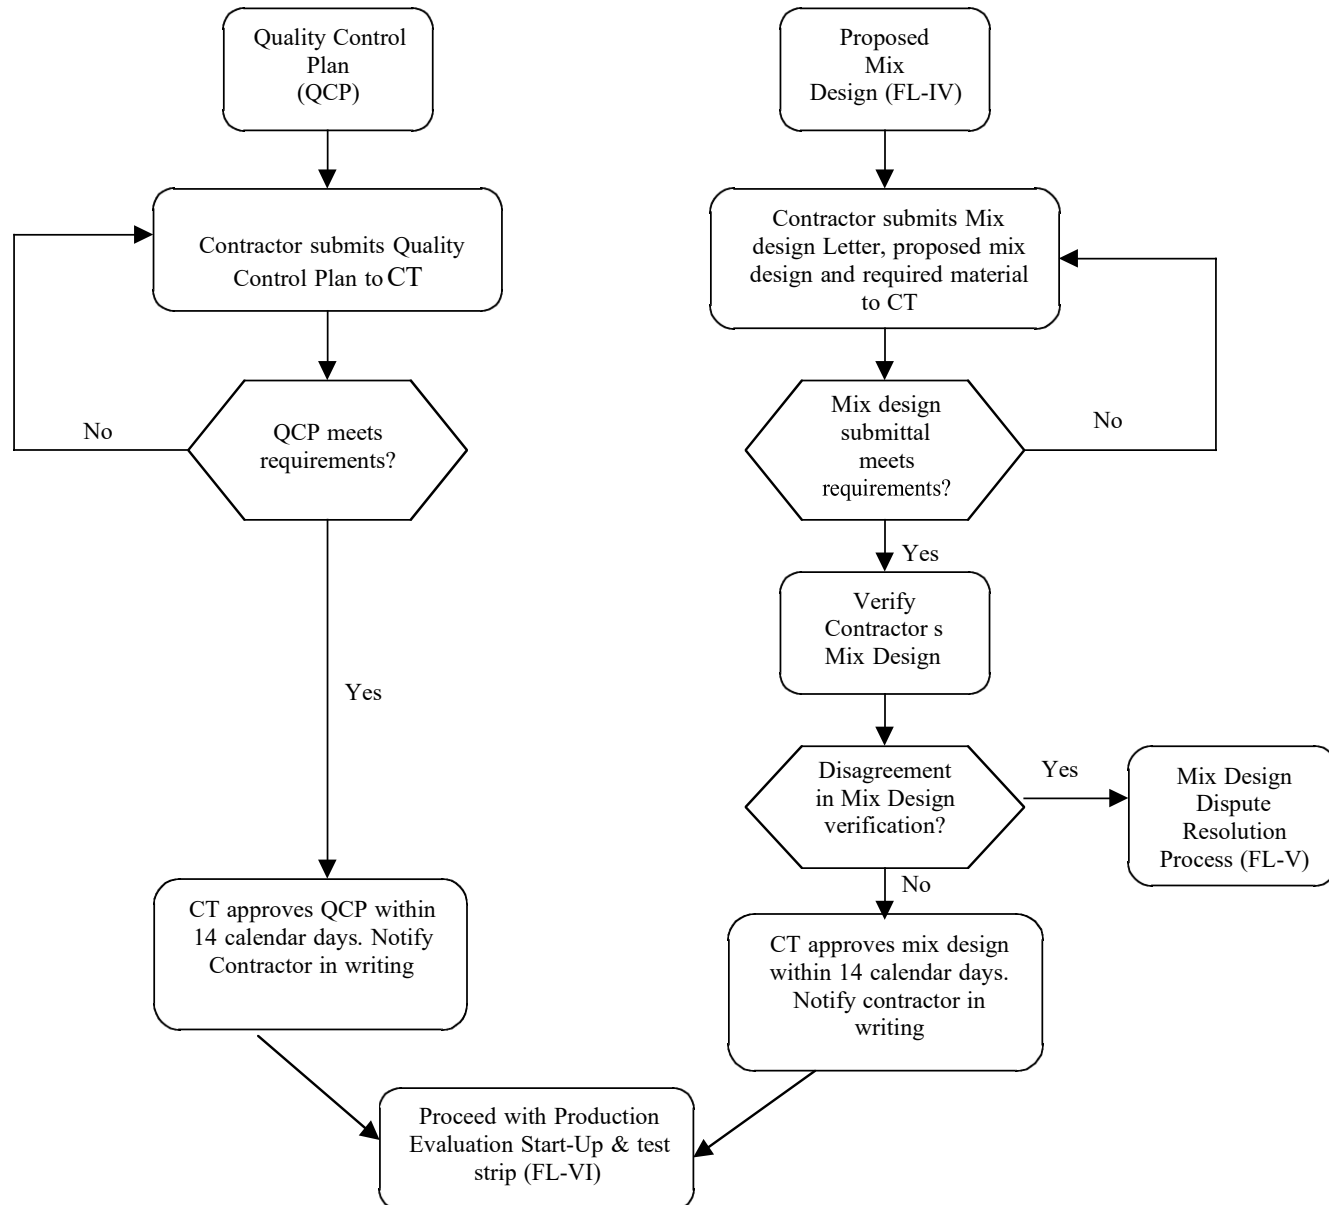 Quality Control
Plan
(QCP)
Proposed
Mix
Design (FL-IV)
Contractor submits Quality
Control Plan to CT
Contractor submits Mix
design Letter, proposed mix
design and required material
to CT
No
QCP meets
requirements?
Mix design
submittal
meets
requirements?
No
Yes
Verify
Contractor s
Mix Design
Yes
Disagreement
in Mix Design
verification?
Yes
Mix Design
Dispute
Resolution
Process (FL-V)
No
CT approves QCP within
14 calendar days. Notify
Contractor in writing
CT approves mix design
within 14 calendar days.
Notify contractor in
writing
Proceed with Production
Evaluation Start-Up & test
strip (FL-VI)